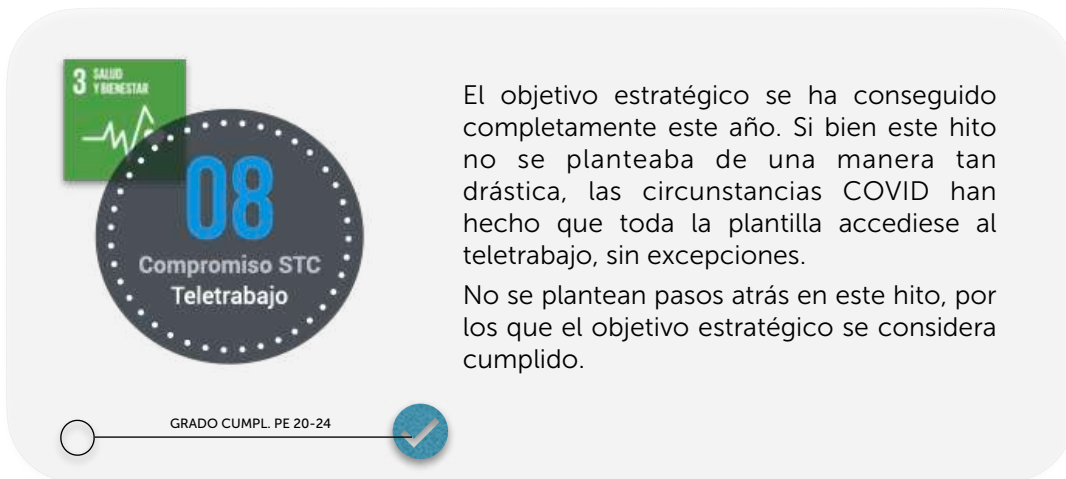 3 SALUD
Y BIENESTAR
08
Compromiso STC
Teletrabajo
GRADO CUMPL. PE 20-24
El objetivo estratégico se ha conseguido
completamente este año. Si bien este hito
no se planteaba de una manera tan
drástica, las circunstancias COVID han
hecho que toda la plantilla accediese al
teletrabajo, sin excepciones.
No se plantean pasos atrás en este hito, por
los que el objetivo estratégico se considera
cumplido.